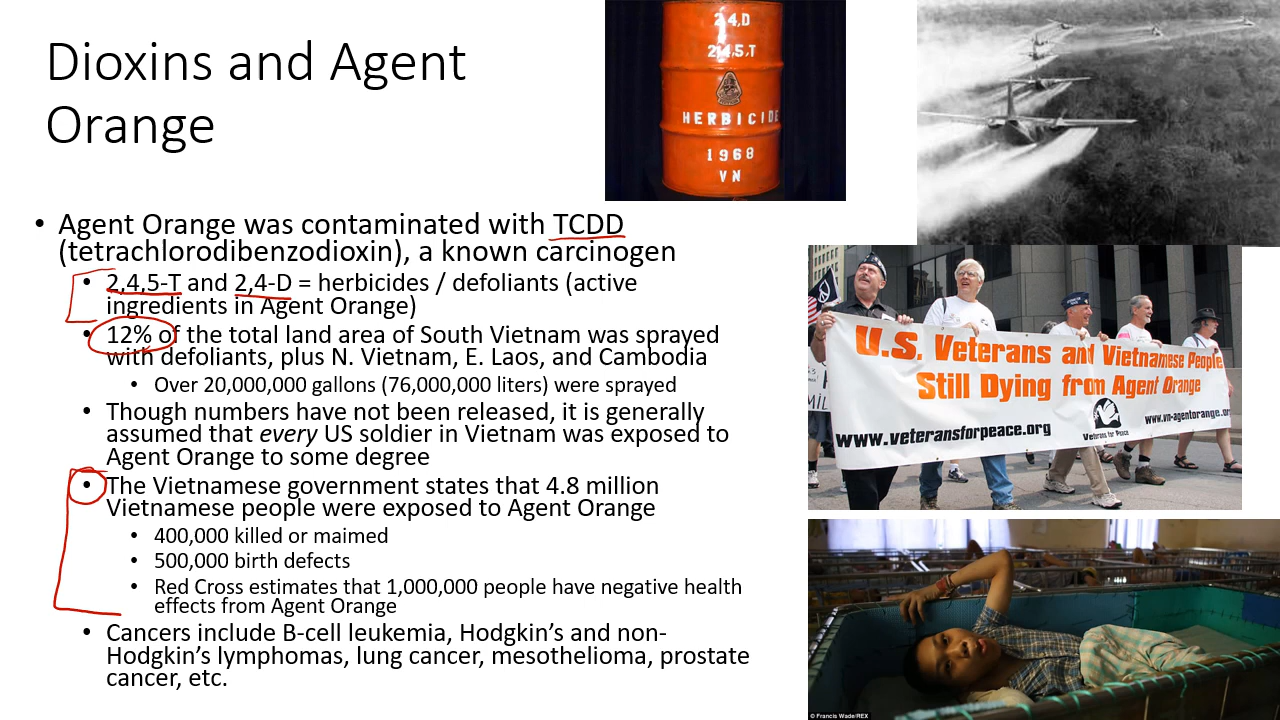 Dioxins and Agent
Orange
2,4,D
2,4,5,T
HERBICIDE
1968
VN
• Agent Orange was contaminated with TCDD
(tetrachlorodibenzodioxin), a known carcinogen
• 2,4,5-T and 2,4-D = herbicides / defoliants (active
ingredients in Agent Orange)
• 12% of the total land area of South Vietnam was sprayed
with defoliants, plus N. Vietnam, E. Laos, and Cambodia
• Over 20,000,000 gallons (76,000,000 liters) were sprayed
• Though numbers have not been released, it is generally
assumed that every US soldier in Vietnam was exposed to
Agent Orange to some degree
• The Vietnamese government states that 4.8 million
Vietnamese people were exposed to Agent Orange
• 400,000 killed or maimed
• 500,000 birth defects
• Red Cross estimates that 1,000,000 people have negative health
effects from Agent Orange
• Cancers include B-cell leukemia, Hodgkin’s and non-
Hodgkin’s lymphomas, lung cancer, mesothelioma, prostate
cancer, etc.
U.S. Veterans and Vietnamese People
Still Dying from Agent Orange
www.veteransforpeace.org
Veterans for Peace
www.vn-agentorange.or
© Francis Wade/REX